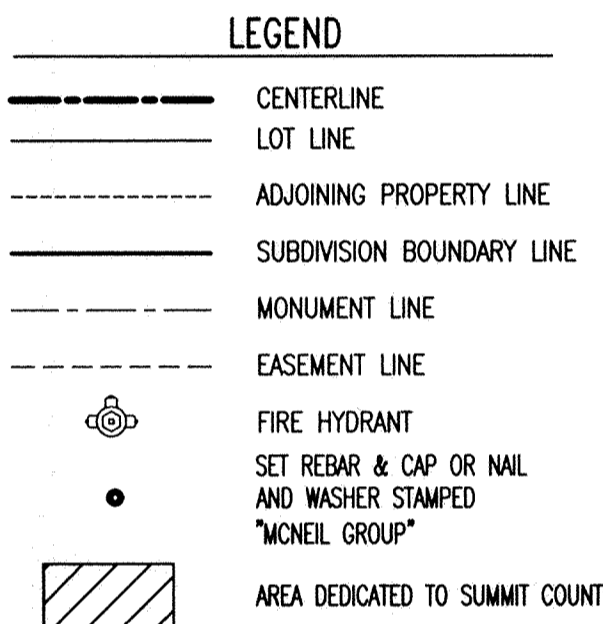 LEGEND
CENTERLINE
LOT LINE
ADJOINING PROPERTY LINE
SUBDIVISION BOUNDARY LINE
MONUMENT LINE
EASEMENT LINE
FIRE HYDRANT
SET REBAR & CAP OR NAIL
AND WASHER STAMPED
"MCNEIL GROUP"
AREA DEDICATED TO SUMMIT COUNT